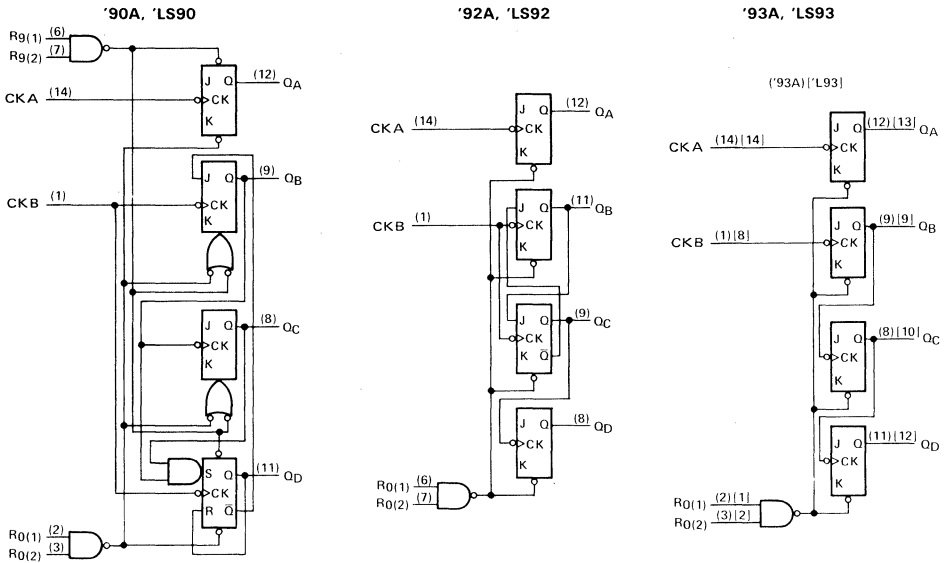 '90A, 'LS90
R9(1) (6)
R9(2) (7)
J Q (12) QA
CKA (14) CK
K
J Q (9) QB
CKB (1) CK
K
J Q (8) QC
CK
K
S Q (11) QD
CK
R Q̄
R0(1) (2)
R0(2) (3)
'92A, 'LS92
J Q (12) QA
CKA (14) CK
K
J Q (11) QB
CKB (1) CK
K
J Q (9) QC
CK
K Q̄
J Q (8) QD
CK
K
R0(1) (6)
R0(2) (7)
'93A, 'LS93
('93A) ['L93]
J Q (12) [13] QA
CKA (14) [14] CK
K
J Q (9) [9] QB
CKB (1) [8] CK
K
J Q (8) [10] QC
CK
K
J Q (11) [12] QD
CK
K
R0(1) (2) [1]
R0(2) (3) [2]